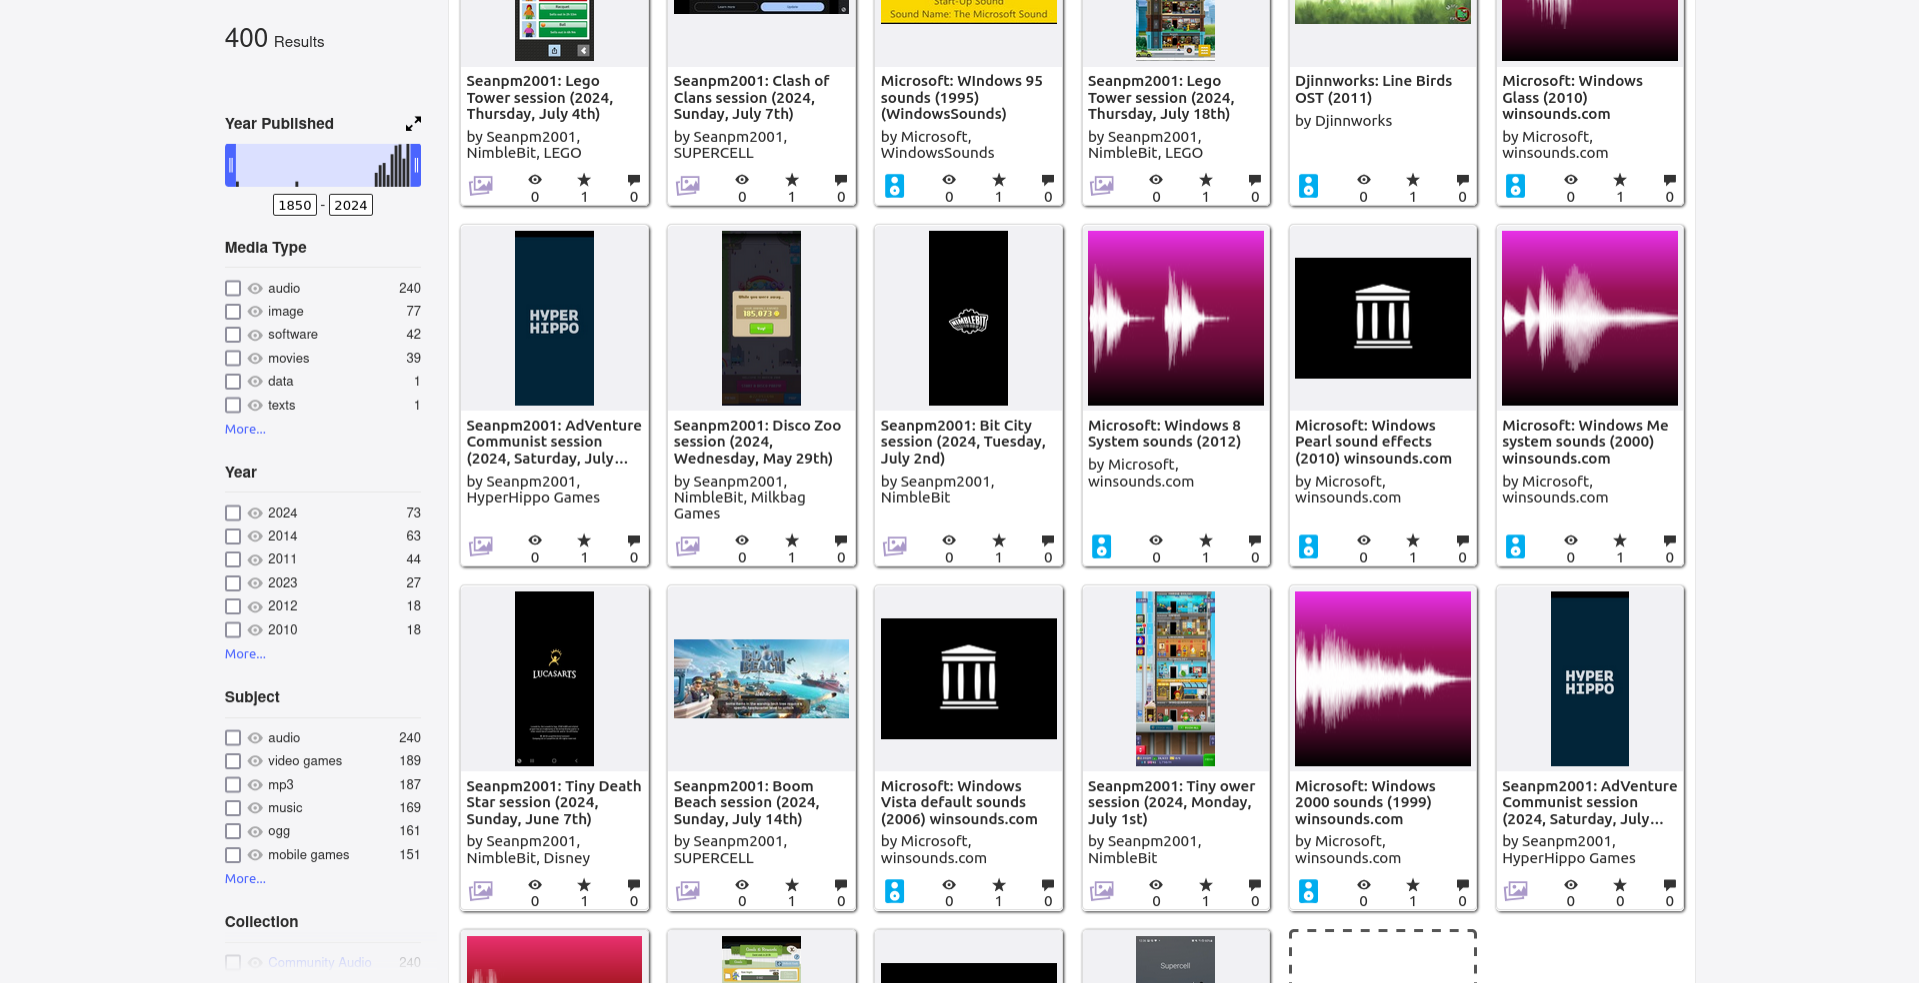 400 Results
Year Published
1850 - 2024
Media Type
audio 240
image 77
software 42
movies 39
data 1
texts 1
More...
Year
2024 73
2014 63
2011 44
2023 27
2012 18
2010 18
More...
Subject
audio 240
video games 189
mp3 187
music 169
ogg 161
mobile games 151
More...
Collection
Community Audio 240
Start-Up Sound
Sound Name: The Microsoft Sound
Seanpm2001: Lego
Tower session (2024,
Thursday, July 4th)
by Seanpm2001,
NimbleBit, LEGO
0 1 0
Seanpm2001: Clash of
Clans session (2024,
Sunday, July 7th)
by Seanpm2001,
SUPERCELL
0 1 0
Microsoft: WIndows 95
sounds (1995)
(WindowsSounds)
by Microsoft,
WindowsSounds
0 1 0
Seanpm2001: Lego
Tower session (2024,
Thursday, July 18th)
by Seanpm2001,
NimbleBit, LEGO
0 1 0
Djinnworks: Line Birds
OST (2011)
by Djinnworks
0 1 0
Microsoft: Windows
Glass (2010)
winsounds.com
by Microsoft,
winsounds.com
0 1 0
HYPER
HIPPO
Seanpm2001: AdVenture
Communist session
(2024, Saturday, July...
by Seanpm2001,
HyperHippo Games
0 1 0
Seanpm2001: Disco Zoo
session (2024,
Wednesday, May 29th)
by Seanpm2001,
NimbleBit, Milkbag
Games
0 1 0
NIMBLEBIT
Seanpm2001: Bit City
session (2024, Tuesday,
July 2nd)
by Seanpm2001,
NimbleBit
0 1 0
Microsoft: Windows 8
System sounds (2012)
by Microsoft,
winsounds.com
0 1 0
Microsoft: Windows
Pearl sound effects
(2010) winsounds.com
by Microsoft,
winsounds.com
0 1 0
Microsoft: Windows Me
system sounds (2000)
winsounds.com
by Microsoft,
winsounds.com
0 1 0
LUCASARTS
Seanpm2001: Tiny Death
Star session (2024,
Sunday, June 7th)
by Seanpm2001,
NimbleBit, Disney
0 1 0
BOOM
BEACH
Seanpm2001: Boom
Beach session (2024,
Sunday, July 14th)
by Seanpm2001,
SUPERCELL
0 1 0
Microsoft: Windows
Vista default sounds
(2006) winsounds.com
by Microsoft,
winsounds.com
0 1 0
Seanpm2001: Tiny ower
session (2024, Monday,
July 1st)
by Seanpm2001,
NimbleBit
0 1 0
Microsoft: Windows
2000 sounds (1999)
winsounds.com
by Microsoft,
winsounds.com
0 1 0
HYPER
HIPPO
Seanpm2001: AdVenture
Communist session
(2024, Saturday, July...
by Seanpm2001,
HyperHippo Games
0 0 0
Supercell